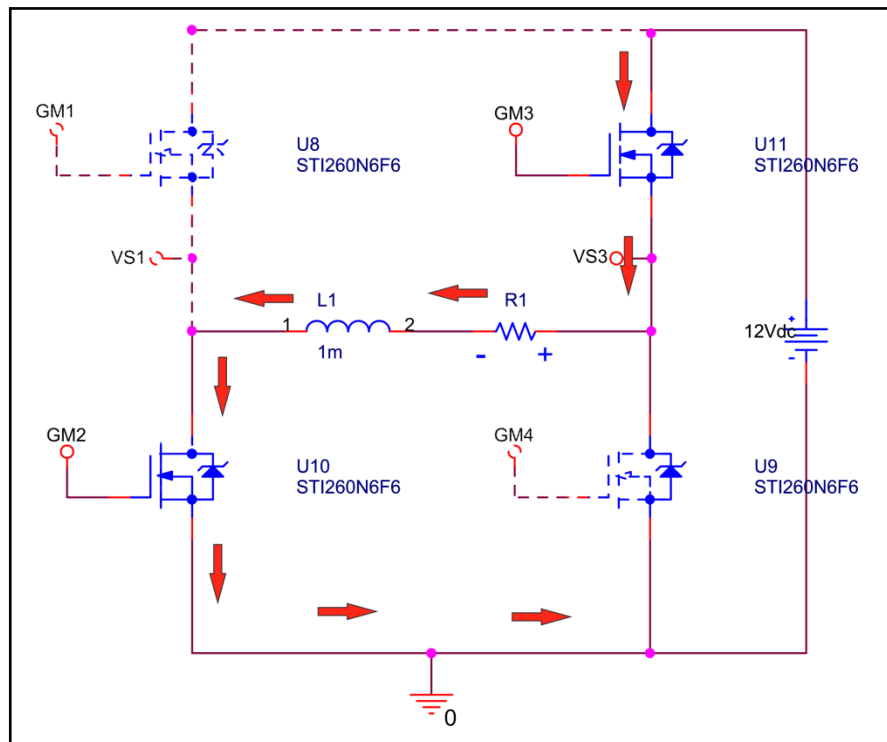 GM1
U8
STI260N6F6
GM3
U11
STI260N6F6
VS1
VS3
L1
R1
1
2
1m
-
+
+
12Vdc
-
GM2
U10
STI260N6F6
GM4
U9
STI260N6F6
0